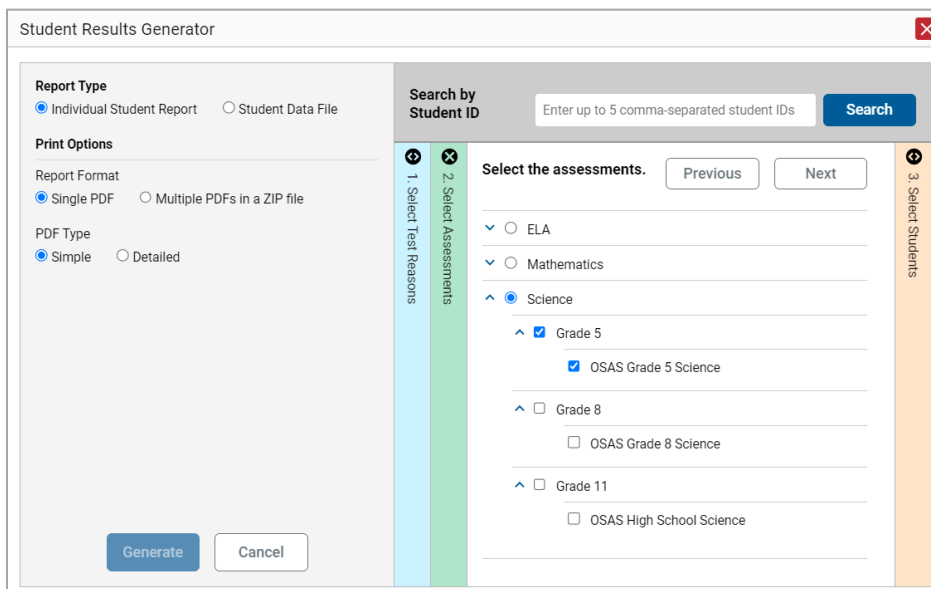 Student Results Generator
Report Type
Individual Student Report Student Data File
Print Options
Report Format
Single PDF Multiple PDFs in a ZIP file
PDF Type
Simple Detailed
Generate Cancel
Search by
Student ID
Enter up to 5 comma-separated student IDs
Search
1. Select Test Reasons
2. Select Assessments
Select the assessments.
Previous Next
ELA
Mathematics
Science
Grade 5
OSAS Grade 5 Science
Grade 8
OSAS Grade 8 Science
Grade 11
OSAS High School Science
3. Select Students